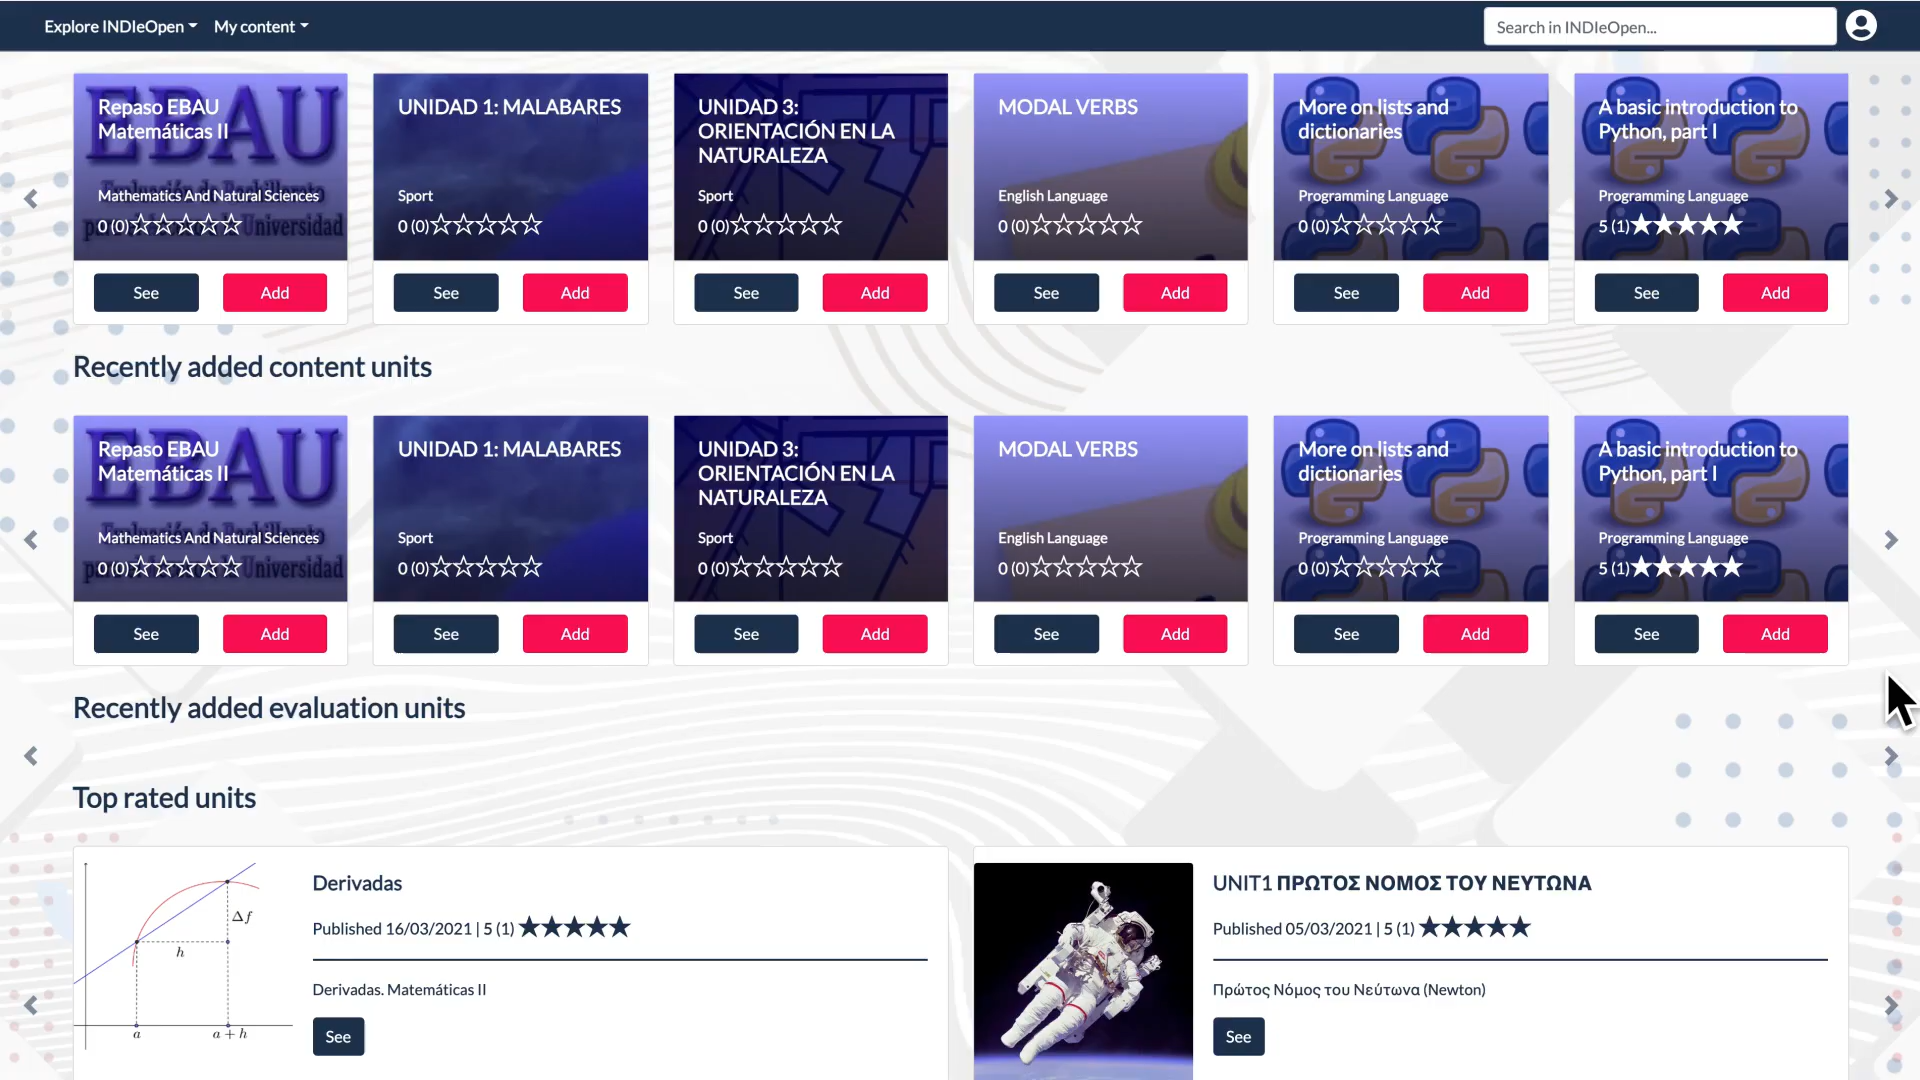 Explore INDIeOpen My content Search in INDIeOpen...
Repaso EBAU
Matemáticas II
Mathematics And Natural Sciences
0 (0)
See Add
UNIDAD 1: MALABARES
Sport
0 (0)
See Add
UNIDAD 3:
ORIENTACIÓN EN LA
NATURALEZA
Sport
0 (0)
See Add
MODAL VERBS
English Language
0 (0)
See Add
More on lists and
dictionaries
Programming Language
0 (0)
See Add
A basic introduction to
Python, part I
Programming Language
5 (1)
See Add
Recently added content units
Repaso EBAU
Matemáticas II
Mathematics And Natural Sciences
0 (0)
See Add
UNIDAD 1: MALABARES
Sport
0 (0)
See Add
UNIDAD 3:
ORIENTACIÓN EN LA
NATURALEZA
Sport
0 (0)
See Add
MODAL VERBS
English Language
0 (0)
See Add
More on lists and
dictionaries
Programming Language
0 (0)
See Add
A basic introduction to
Python, part I
Programming Language
5 (1)
See Add
Recently added evaluation units
Top rated units
Δf
h
a a + h
Derivadas
Published 16/03/2021 | 5 (1)
Derivadas. Matemáticas II
See
UNIT1 ΠΡΩΤΟΣ ΝΟΜΟΣ ΤΟΥ ΝΕΥΤΩΝΑ
Published 05/03/2021 | 5 (1)
Πρώτος Νόμος του Νεύτωνα (Newton)
See